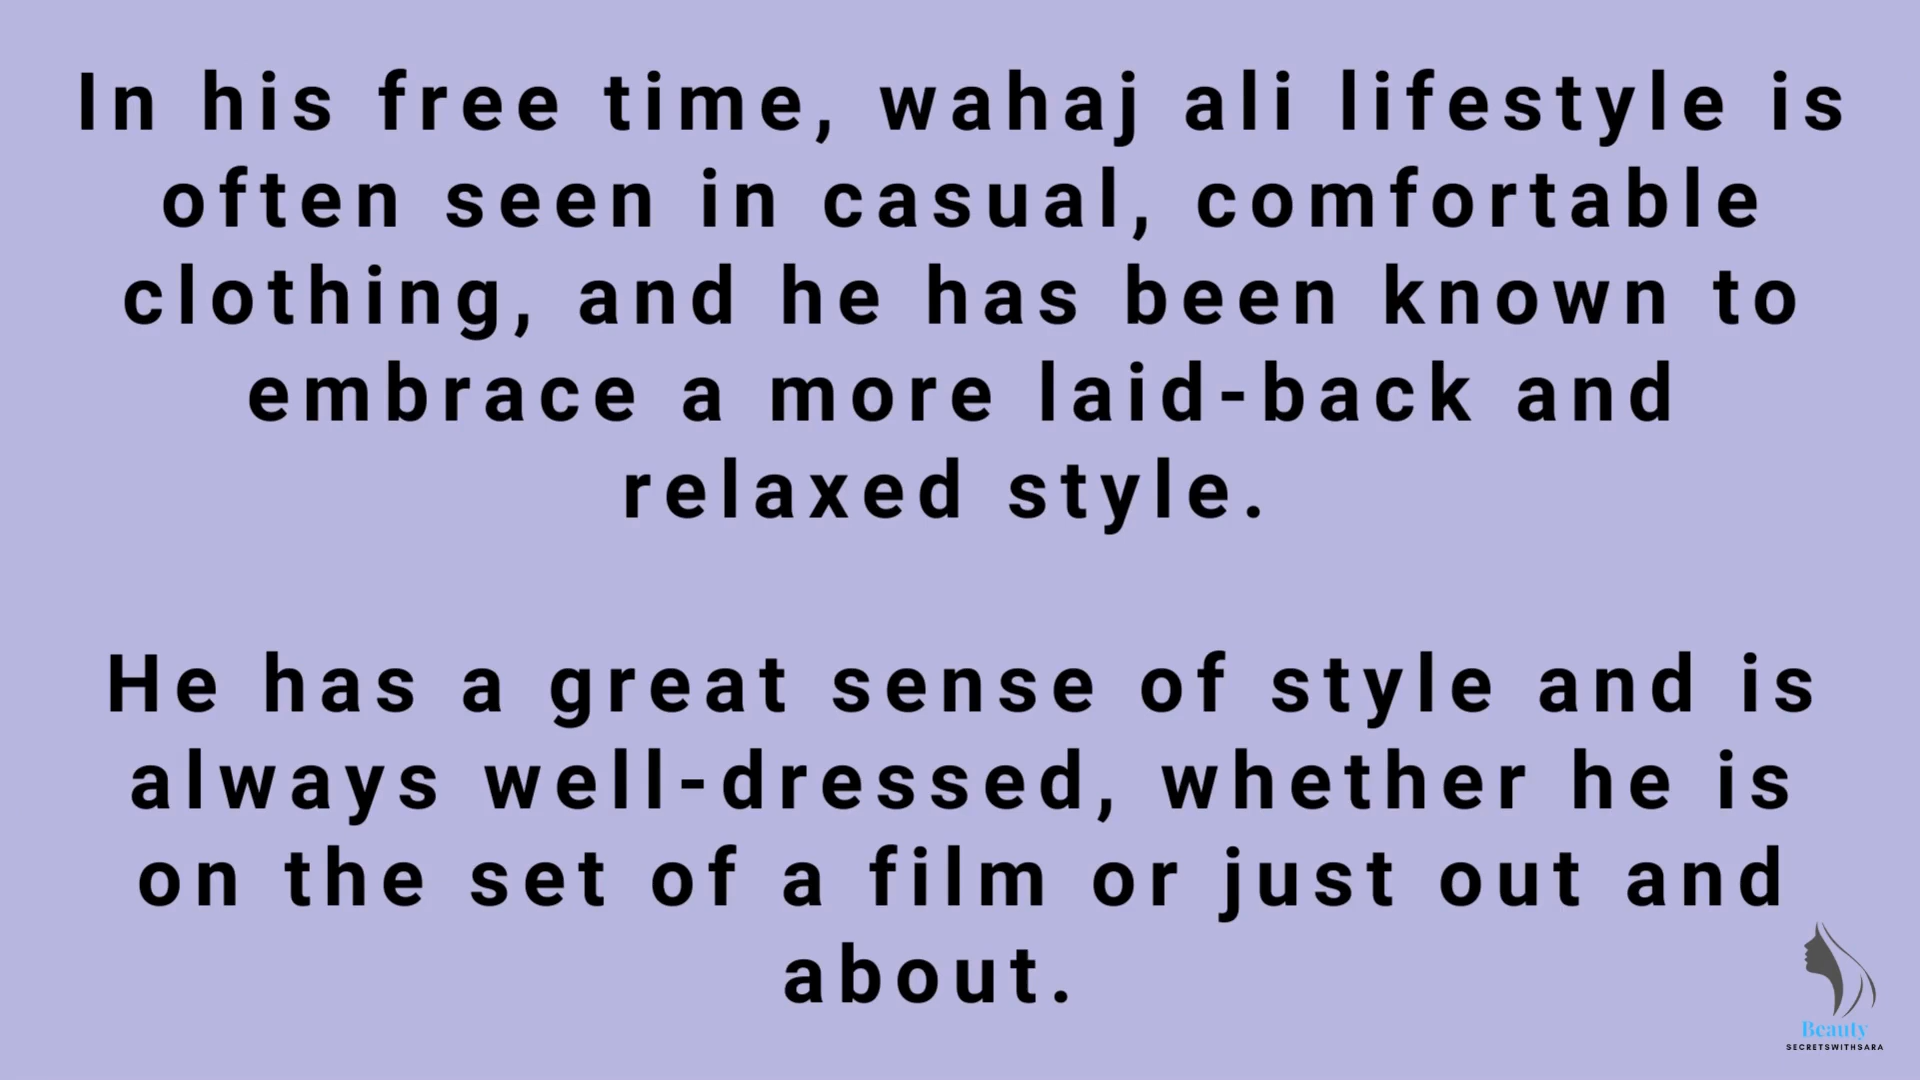 In his free time, wahaj ali lifestyle is
often seen in casual, comfortable
clothing, and he has been known to
embrace a more laid-back and
relaxed style.
He has a great sense of style and is
always well-dressed, whether he is
on the set of a film or just out and
about.
Beauty
SECRETSWITHSARA